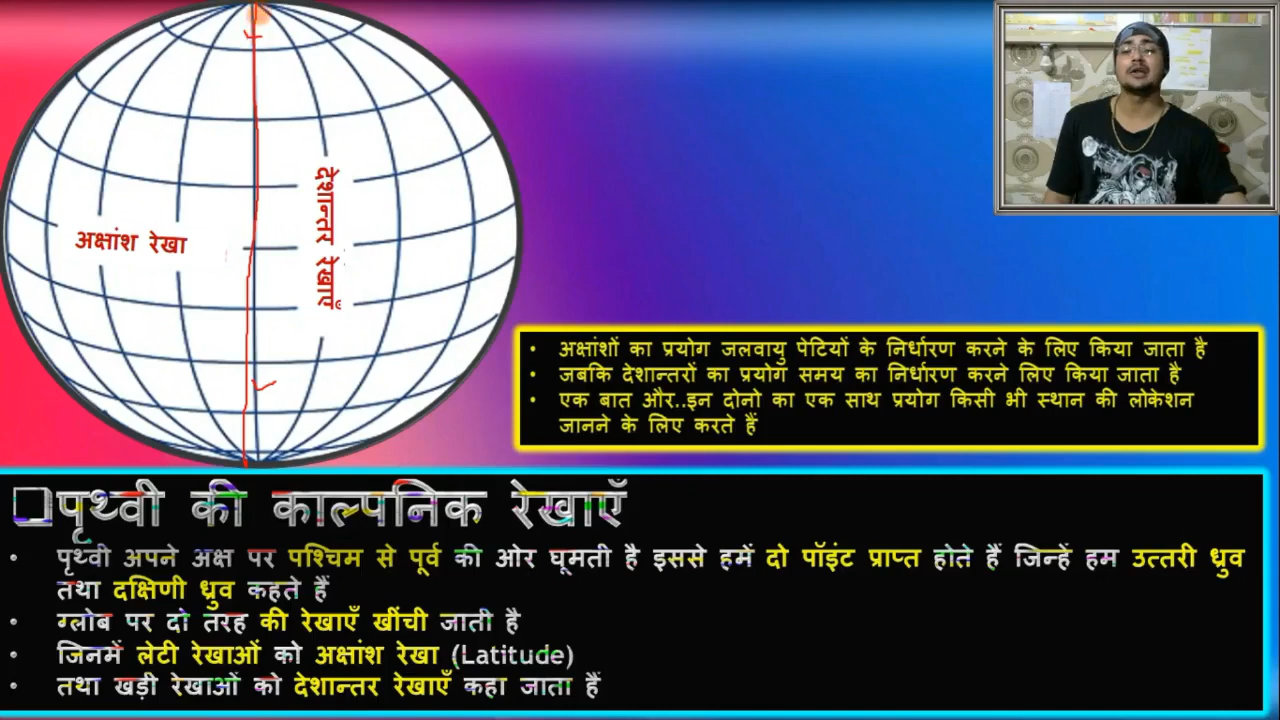 अक्षांश रेखा
देशान्तर रेखाएँ
• अक्षांशों का प्रयोग जलवायु पेटियों के निर्धारण करने के लिए किया जाता है
• जबकि देशान्तरों का प्रयोग समय का निर्धारण करने लिए किया जाता है
• एक बात और..इन दोनो का एक साथ प्रयोग किसी भी स्थान की लोकेशन
जानने के लिए करते हैं
❑पृथ्वी की काल्पनिक रेखाएँ
• पृथ्वी अपने अक्ष पर पश्चिम से पूर्व की ओर घूमती है इससे हमें दो पॉइंट प्राप्त होते हैं जिन्हें हम उत्तरी ध्रुव
तथा दक्षिणी ध्रुव कहते हैं
• ग्लोब पर दो तरह की रेखाएँ खींची जाती है
• जिनमें लेटी रेखाओं को अक्षांश रेखा (Latitude)
• तथा खड़ी रेखाओं को देशान्तर रेखाएँ कहा जाता हैं